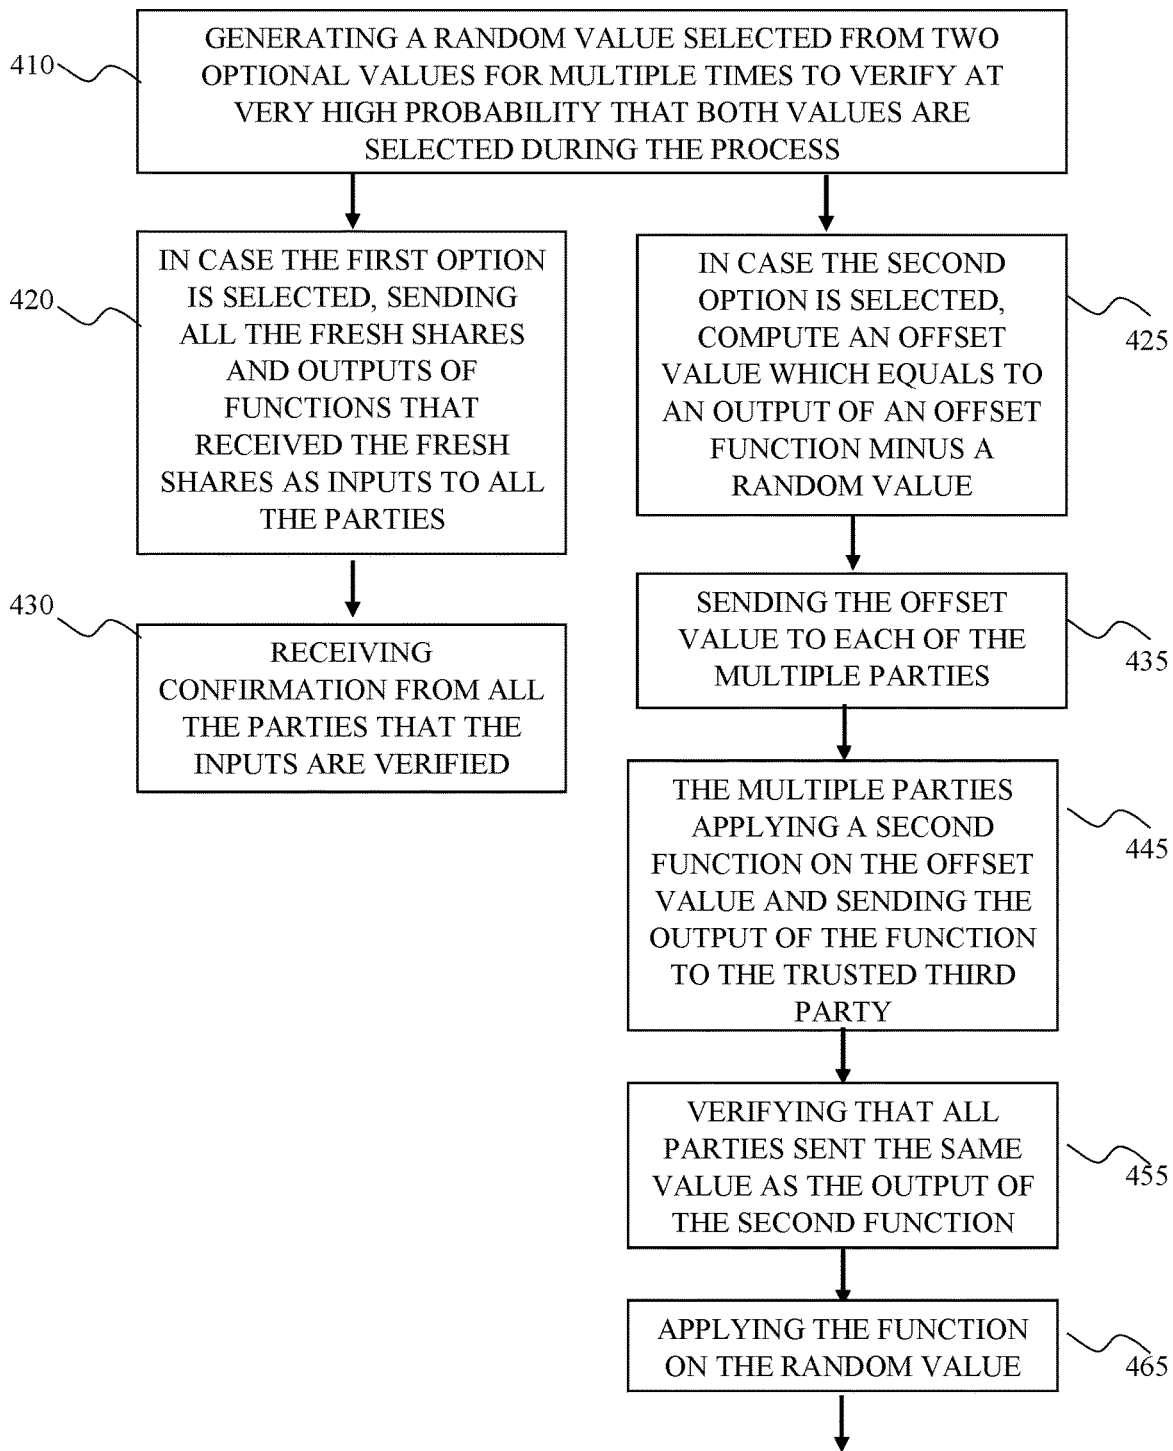 410
GENERATING A RANDOM VALUE SELECTED FROM TWO
OPTIONAL VALUES FOR MULTIPLE TIMES TO VERIFY AT
VERY HIGH PROBABILITY THAT BOTH VALUES ARE
SELECTED DURING THE PROCESS
420
IN CASE THE FIRST OPTION
IS SELECTED, SENDING
ALL THE FRESH SHARES
AND OUTPUTS OF
FUNCTIONS THAT
RECEIVED THE FRESH
SHARES AS INPUTS TO ALL
THE PARTIES
430
RECEIVING
CONFIRMATION FROM ALL
THE PARTIES THAT THE
INPUTS ARE VERIFIED
IN CASE THE SECOND
OPTION IS SELECTED,
COMPUTE AN OFFSET
VALUE WHICH EQUALS TO
AN OUTPUT OF AN OFFSET
FUNCTION MINUS A
RANDOM VALUE
425
SENDING THE OFFSET
VALUE TO EACH OF THE
MULTIPLE PARTIES
435
THE MULTIPLE PARTIES
APPLYING A SECOND
FUNCTION ON THE OFFSET
VALUE AND SENDING THE
OUTPUT OF THE FUNCTION
TO THE TRUSTED THIRD
PARTY
445
VERIFYING THAT ALL
PARTIES SENT THE SAME
VALUE AS THE OUTPUT OF
THE SECOND FUNCTION
455
APPLYING THE FUNCTION
ON THE RANDOM VALUE
465